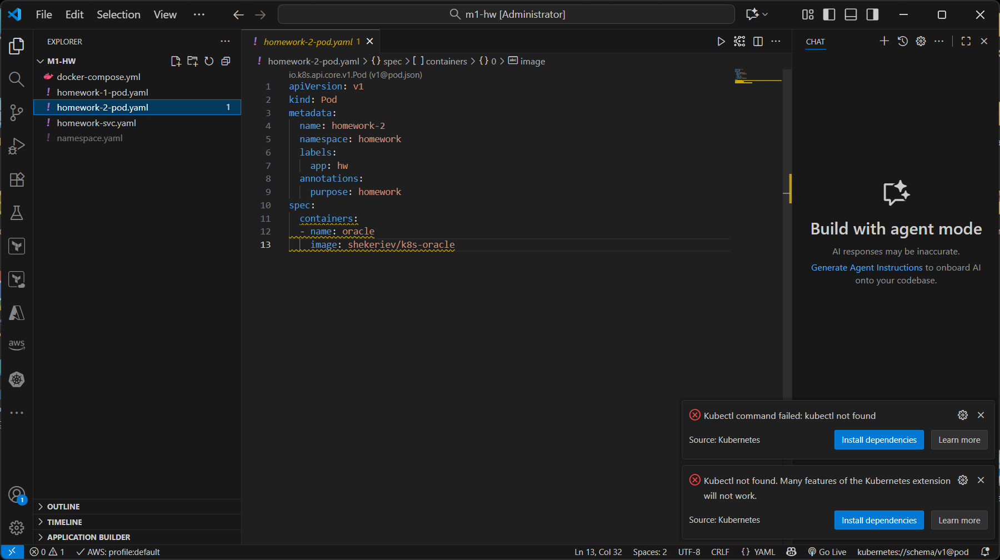 File Edit Selection View ···
m1-hw [Administrator]
EXPLORER
M1-HW
docker-compose.yml
! homework-1-pod.yaml
! homework-2-pod.yaml 1
! homework-svc.yaml
! namespace.yaml
aws
1
OUTLINE
TIMELINE
APPLICATION BUILDER
! homework-2-pod.yaml 1
! homework-2-pod.yaml > {} spec > [ ] containers > {} 0 > abc image
io.k8s.api.core.v1.Pod (v1@pod.json)
1 apiVersion: v1
2 kind: Pod
3 metadata:
4 name: homework-2
5 namespace: homework
6 labels:
7 app: hw
8 annotations:
9 purpose: homework
10 spec:
11 containers:
12 - name: oracle
13 image: shekeriev/k8s-oracle
CHAT
Build with agent mode
AI responses may be inaccurate.
Generate Agent Instructions to onboard AI
onto your codebase.
Kubectl command failed: kubectl not found
Source: Kubernetes
Install dependencies
Learn more
Kubectl not found. Many features of the Kubernetes extension
will not work.
Source: Kubernetes
Install dependencies
Learn more
0 1 AWS: profile:default
Ln 13, Col 32 Spaces: 2 UTF-8 CRLF {} YAML Go Live kubernetes://schema/v1@pod